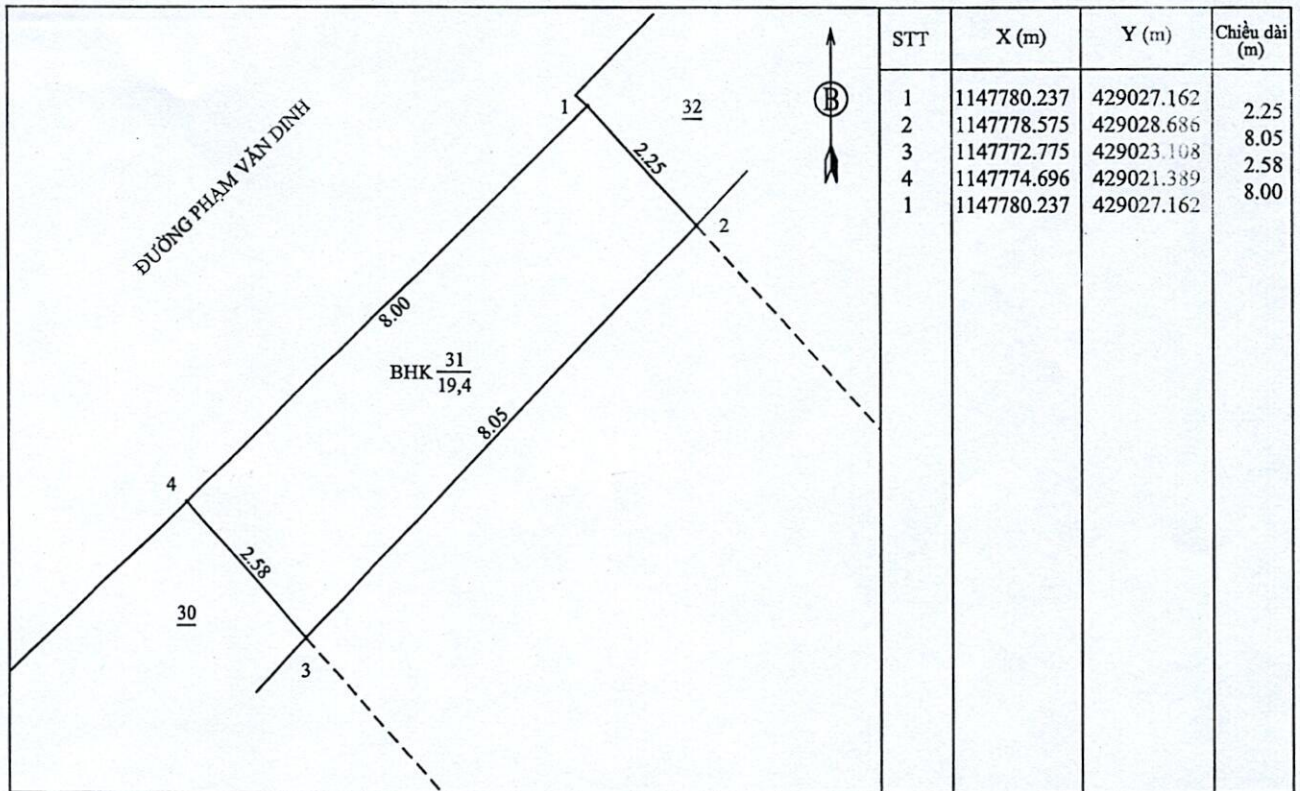 ĐƯỜNG PHẠM VĂN DINH
1
32
2.25
2
8.00
BHK 31
19,4
8.05
4
2.58
30
3
B
STT X (m) Y (m) Chiều dài
(m)
1 1147780.237 429027.162
2.25
2 1147778.575 429028.686
8.05
3 1147772.775 429023.108
2.58
4 1147774.696 429021.389
8.00
1 1147780.237 429027.162